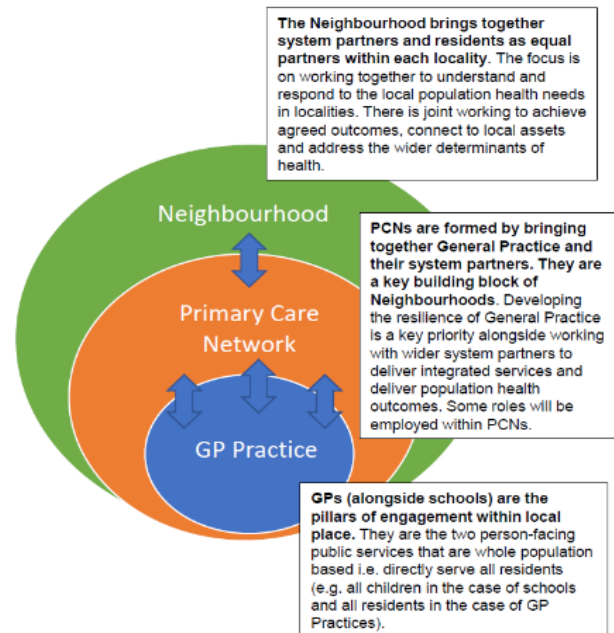 The Neighbourhood brings together
system partners and residents as equal
partners within each locality. The focus is
on working together to understand and
respond to the local population health needs
in localities. There is joint working to achieve
agreed outcomes, connect to local assets
and address the wider determinants of
health.
Neighbourhood
PCNs are formed by bringing
together General Practice and
their system partners. They are
a key building block of
Neighbourhoods. Developing
the resilience of General Practice
is a key priority alongside working
with wider system partners to
deliver integrated services and
deliver population health
outcomes. Some roles will be
employed within PCNs.
Primary Care
Network
GP Practice
GPs (alongside schools) are the
pillars of engagement within local
place. They are the two person-facing
public services that are whole population
based i.e. directly serve all residents
(e.g. all children in the case of schools
and all residents in the case of GP
Practices).